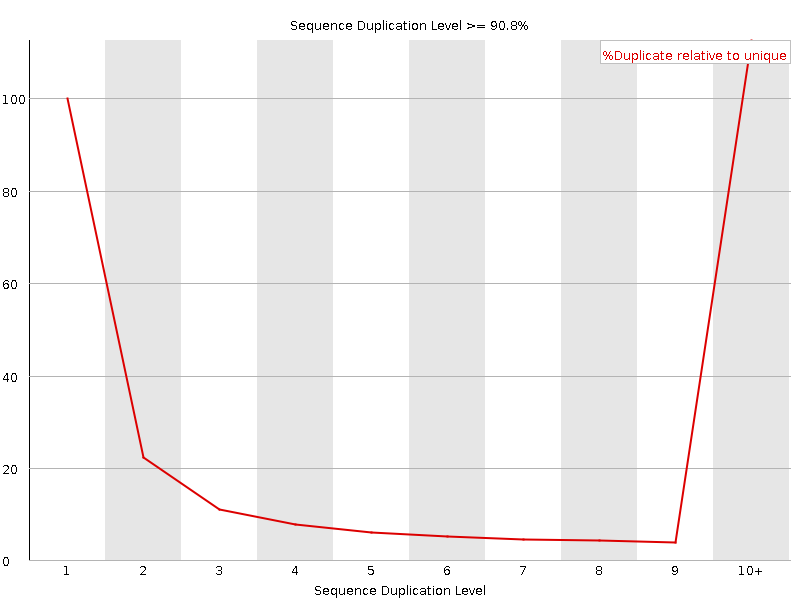 Sequence Duplication Level >= 90.8%
%Duplicate relative to unique
100
80
60
40
20
0
1 2 3 4 5 6 7 8 9 10+
Sequence Duplication Level